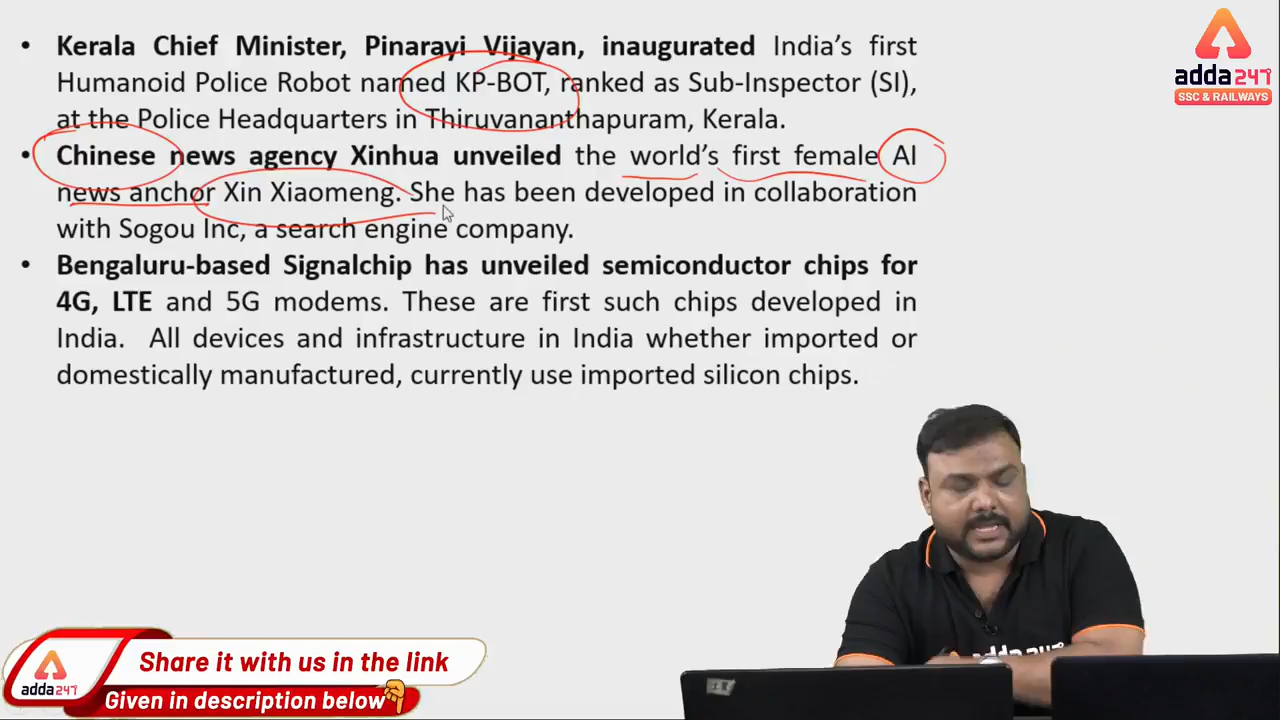 • Kerala Chief Minister, Pinarayi Vijayan, inaugurated India's first
Humanoid Police Robot named KP-BOT, ranked as Sub-Inspector (SI),
at the Police Headquarters in Thiruvananthapuram, Kerala.
• Chinese news agency Xinhua unveiled the world's first female AI
news anchor Xin Xiaomeng. She has been developed in collaboration
with Sogou Inc, a search engine company.
• Bengaluru-based Signalchip has unveiled semiconductor chips for
4G, LTE and 5G modems. These are first such chips developed in
India. All devices and infrastructure in India whether imported or
domestically manufactured, currently use imported silicon chips.
adda247
SSC & RAILWAYS
adda247
Share it with us in the link
Given in description below